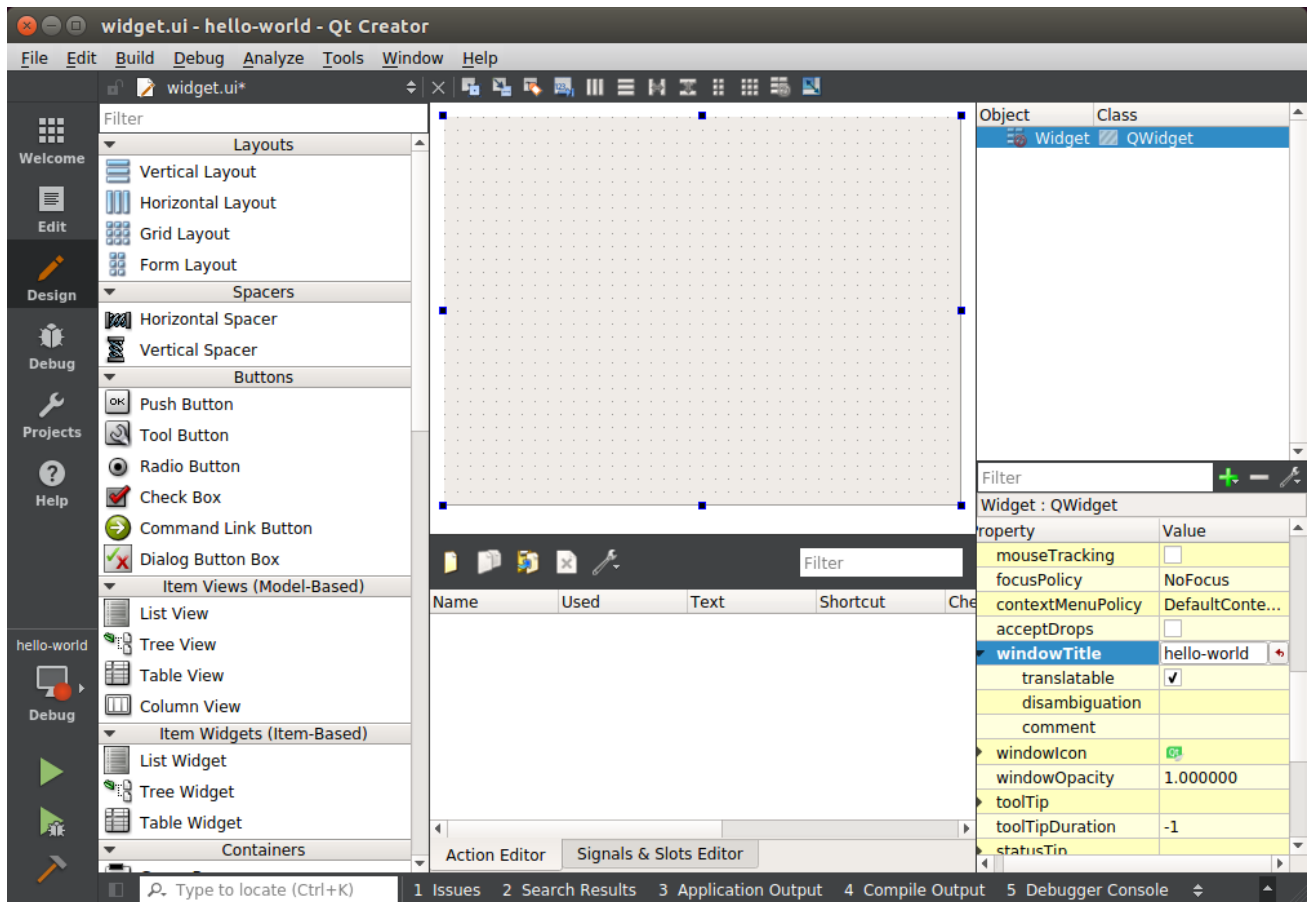 widget.ui - hello-world - Qt Creator
File Edit Build Debug Analyze Tools Window Help
widget.ui*
Welcome
Edit
Design
Debug
Projects
Help
hello-world
Debug
Filter
Layouts
Vertical Layout
Horizontal Layout
Grid Layout
Form Layout
Spacers
Horizontal Spacer
Vertical Spacer
Buttons
Push Button
OK
Tool Button
Radio Button
Check Box
Command Link Button
Dialog Button Box
Item Views (Model-Based)
List View
Tree View
Table View
Column View
Item Widgets (Item-Based)
List Widget
Tree Widget
Table Widget
Containers
Filter
Name Used Text Shortcut Che
Action Editor Signals & Slots Editor
Object Class
Widget QWidget
Filter
Widget : QWidget
roperty Value
mouseTracking
focusPolicy NoFocus
contextMenuPolicy DefaultConte...
acceptDrops
windowTitle hello-world
translatable
disambiguation
comment
windowIcon Qt
windowOpacity 1.000000
toolTip
toolTipDuration -1
statusTip
Type to locate (Ctrl+K) 1 Issues 2 Search Results 3 Application Output 4 Compile Output 5 Debugger Console